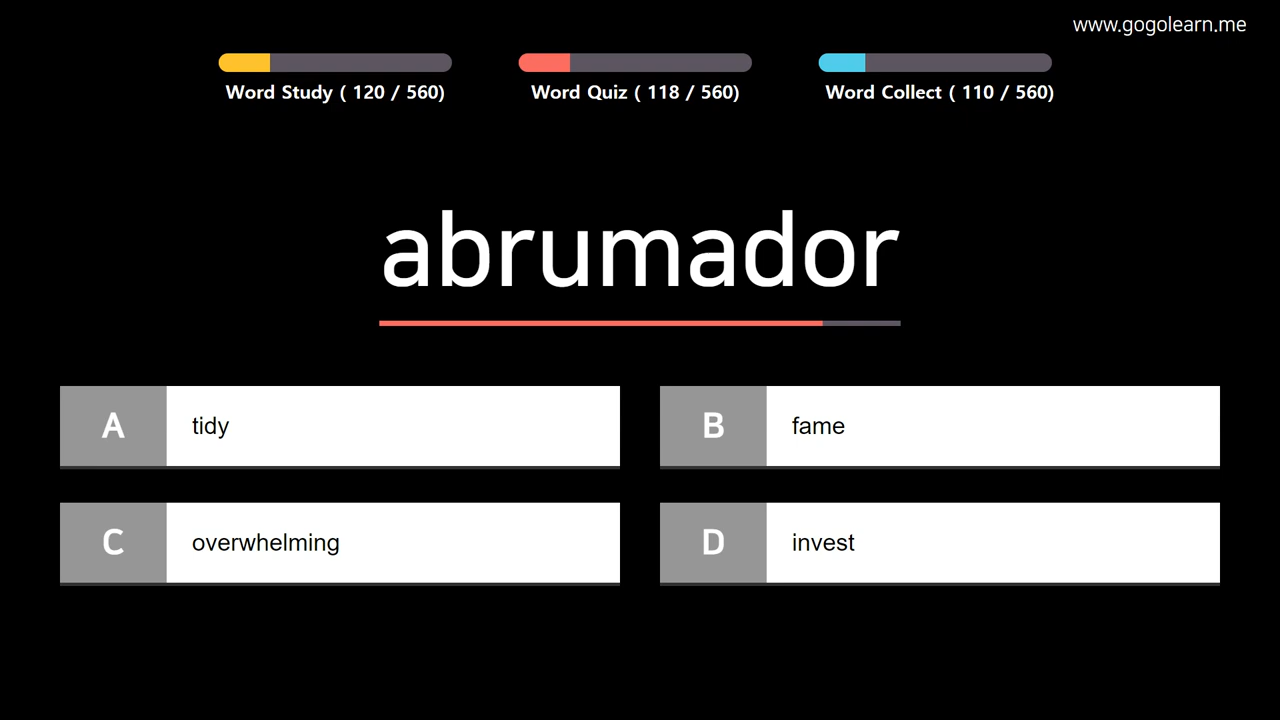 www.gogolearn.me
Word Study ( 120 / 560)
Word Quiz ( 118 / 560)
Word Collect ( 110 / 560)
abrumador
A
tidy
B
fame
C
overwhelming
D
invest